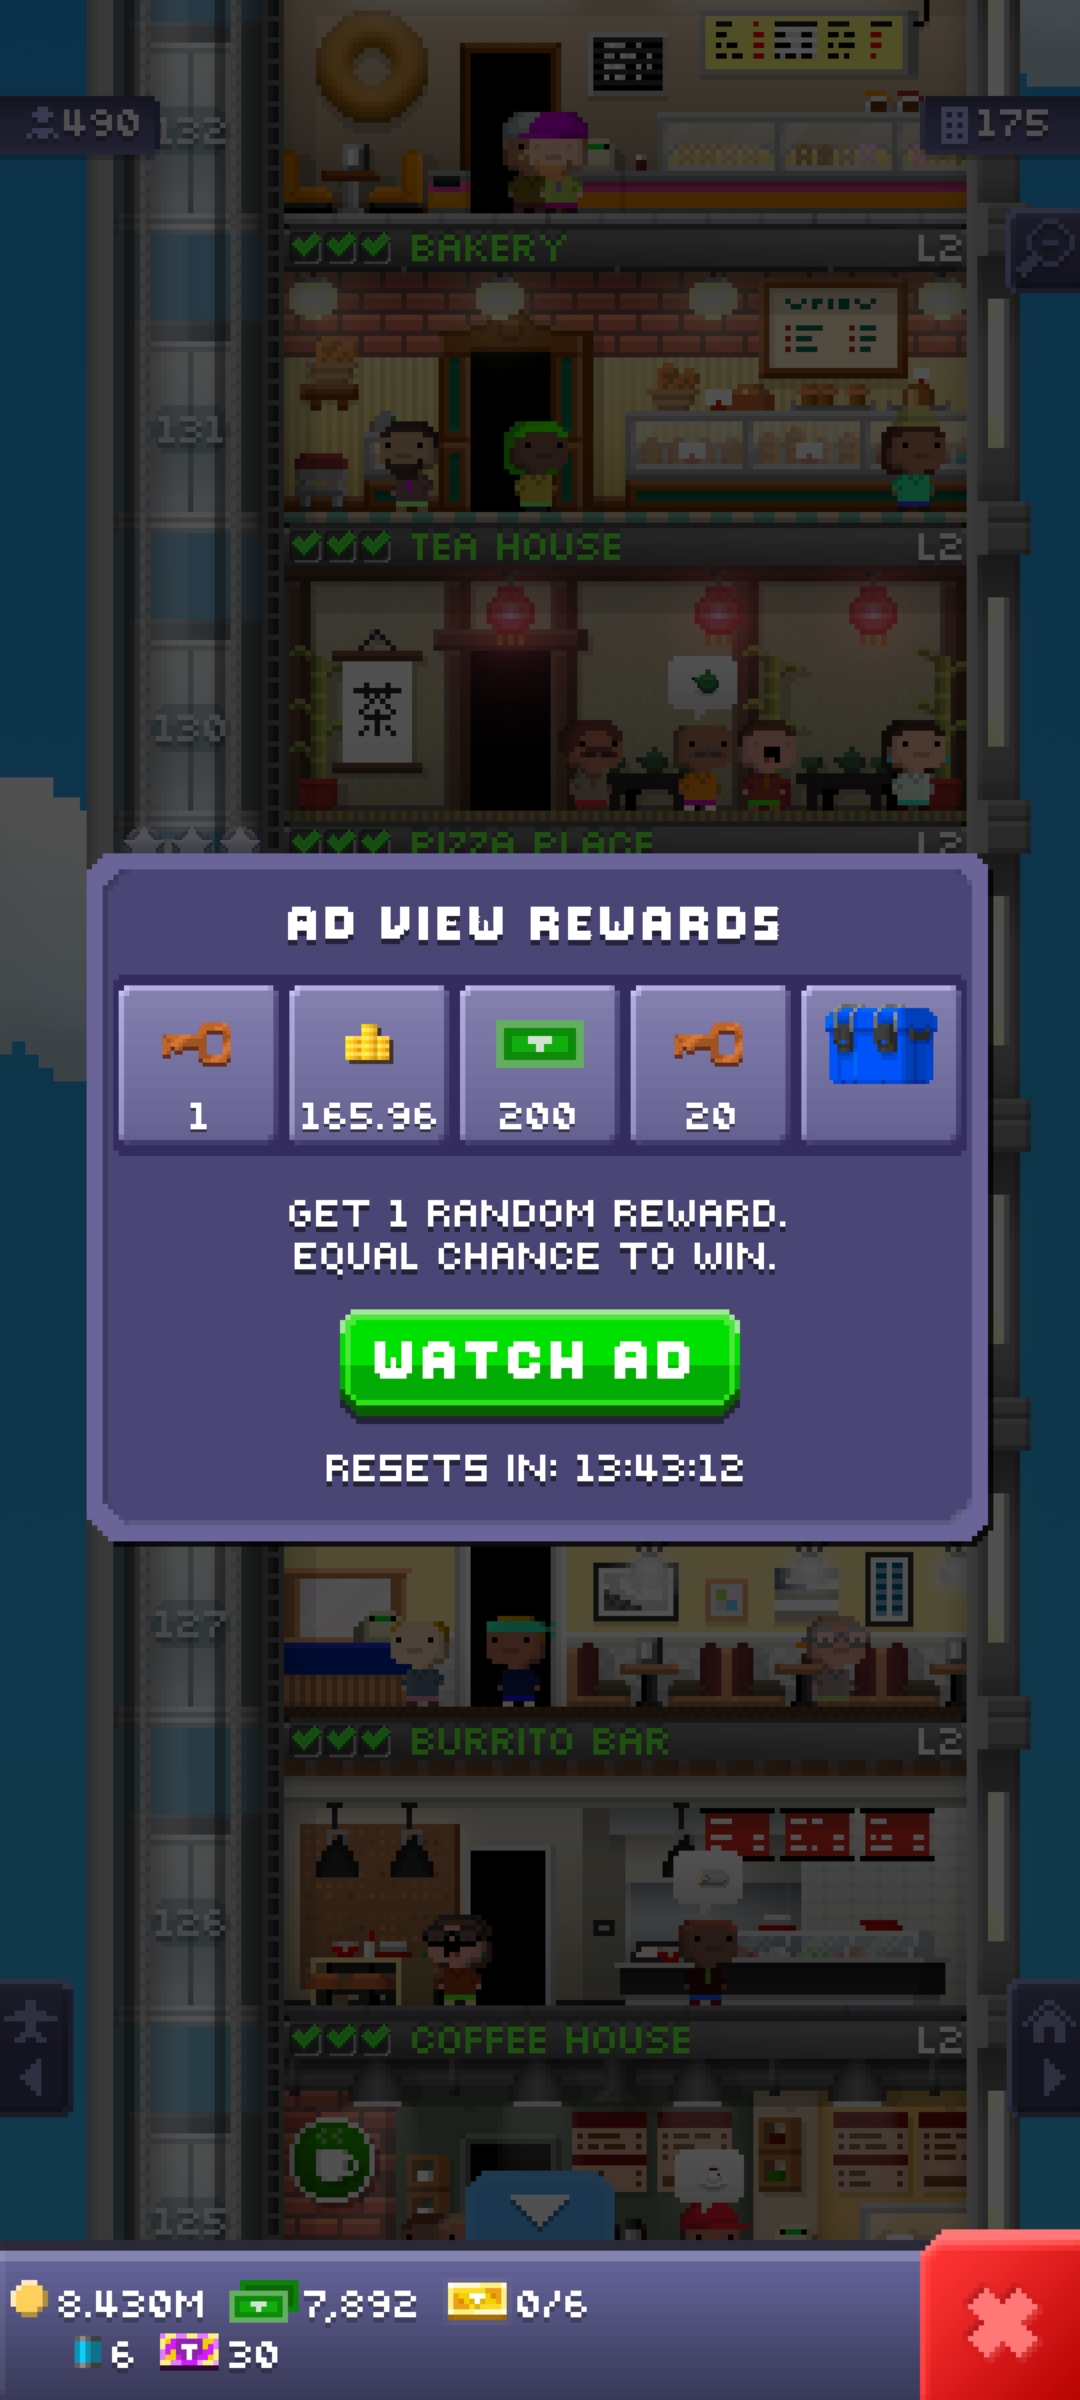 490
132
175
BAKERY L2
131
TEA HOUSE L2
茶
130
PIZZA PLACE L2
AD VIEW REWARDS
1
165.96
200
20
GET 1 RANDOM REWARD.
EQUAL CHANCE TO WIN.
WATCH AD
RESETS IN: 13:43:12
127
BURRITO BAR L2
126
COFFEE HOUSE L2
125
8.430M 7,892 0/6
6 T 30